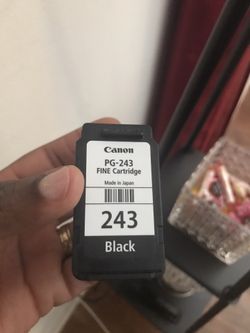 Canon
PG-243
FINE Cartridge
Made in Japan
243
Black